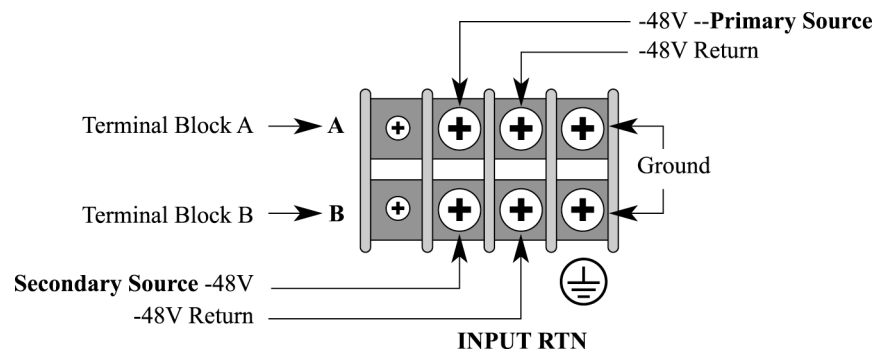 -48V --Primary Source
-48V Return
Terminal Block A
A
Ground
Terminal Block B
B
Secondary Source -48V
-48V Return
INPUT RTN